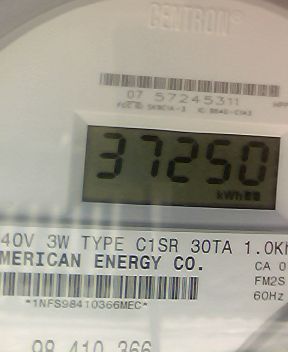 CENTRON®
07 57245311
37250
kWh
40V 3W TYPE C1SR 30TA 1.0K
MERICAN ENERGY CO.
CA 0
FM2S
60Hz
*1NFS98410366MEC*
98 410 366